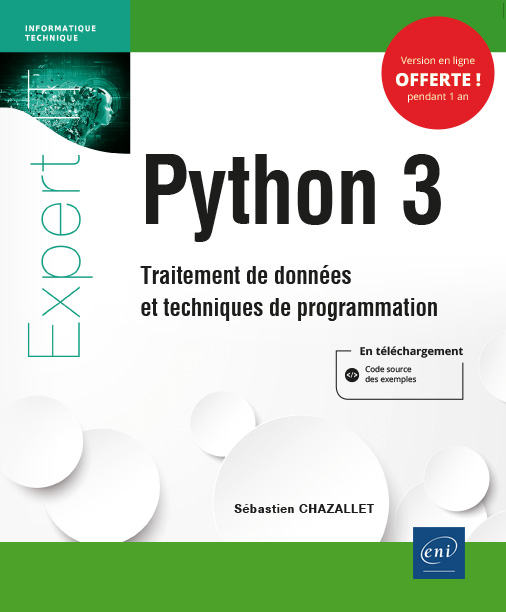 INFORMATIQUE
TECHNIQUE
Version en ligne
OFFERTE !
pendant 1 an
Expert IT
Python 3
Traitement de données
et techniques de programmation
En téléchargement
</>
Code source
des exemples
Sébastien CHAZALLET
eni